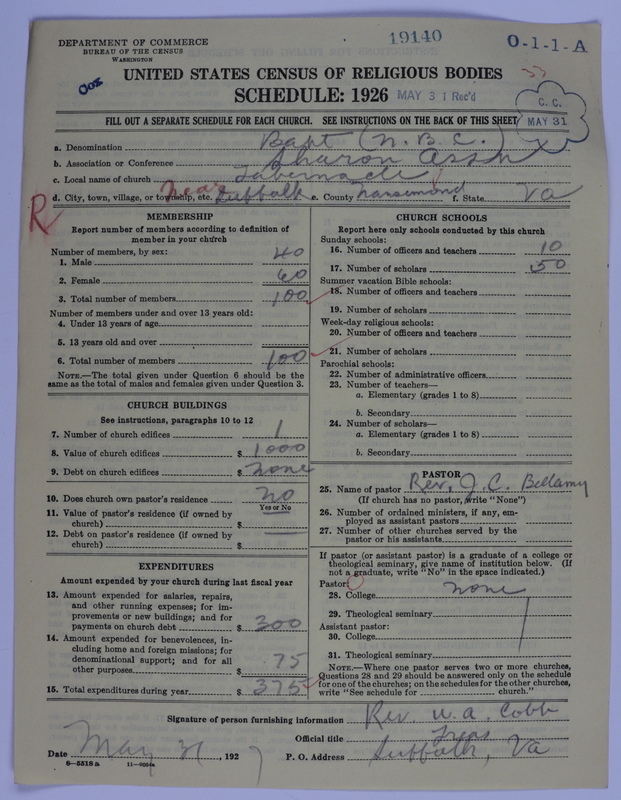 19140
O-1-1-A
DEPARTMENT OF COMMERCE
BUREAU OF THE CENSUS
WASHINGTON
UNITED STATES CENSUS OF RELIGIOUS BODIES
SCHEDULE: 1926 MAY 31 Rec'd
C. C.
MAY 31
FILL OUT A SEPARATE SCHEDULE FOR EACH CHURCH. SEE INSTRUCTIONS ON THE BACK OF THIS SHEET
a. Denomination Bapt (N.B.C.)
b. Association or Conference Sharon Assn
c. Local name of church Tabernacle
d. City, town, village, or township, etc. near Suffolk e. County Nansemond f. State Va
R
MEMBERSHIP
Report number of members according to definition of
member in your church
Number of members, by sex:
1. Male 40
2. Female 60
3. Total number of members 100
Number of members under and over 13 years old:
4. Under 13 years of age
5. 13 years old and over
6. Total number of members 100
NOTE.—The total given under Question 6 should be the
same as the total of males and females given under Question 3.
CHURCH BUILDINGS
See instructions, paragraphs 10 to 12
7. Number of church edifices 1
8. Value of church edifices $ 1000
9. Debt on church edifices $ none
10. Does church own pastor's residence no
Yes or No
11. Value of pastor's residence (if owned by
church) $
12. Debt on pastor's residence (if owned by
church) $
EXPENDITURES
Amount expended by your church during last fiscal year
13. Amount expended for salaries, repairs,
and other running expenses; for im-
provements or new buildings; and for
payments on church debt $ 300
14. Amount expended for benevolences, in-
cluding home and foreign missions; for
denominational support; and for all
other purposes $ 75
15. Total expenditures during year $ 375
CHURCH SCHOOLS
Report here only schools conducted by this church
Sunday schools:
16. Number of officers and teachers 10
17. Number of scholars 50
Summer vacation Bible schools:
18. Number of officers and teachers
19. Number of scholars
Week-day religious schools:
20. Number of officers and teachers
21. Number of scholars
Parochial schools:
22. Number of administrative officers
23. Number of teachers—
a. Elementary (grades 1 to 8)
b. Secondary
24. Number of scholars—
a. Elementary (grades 1 to 8)
b. Secondary
PASTOR
25. Name of pastor Rev. J. C. Bellamy
(If church has no pastor, write "None")
26. Number of ordained ministers, if any, em-
ployed as assistant pastors
27. Number of other churches served by the
pastor or his assistants
If pastor (or assistant pastor) is a graduate of a college or
theological seminary, give name of institution below. (If
not a graduate, write "No" in the space indicated.)
Pastor:
28. College none
29. Theological seminary
Assistant pastor:
30. College
31. Theological seminary
NOTE.—Where one pastor serves two or more churches,
Questions 28 and 29 should be answered only on the schedule
for one of the churches; on the schedules for the other churches,
write "See schedule for church."
Signature of person furnishing information Rev. W. A. Cobb
Official title Treas
Date May 31, 1927 P. O. Address Suffolk, Va
8-5518a